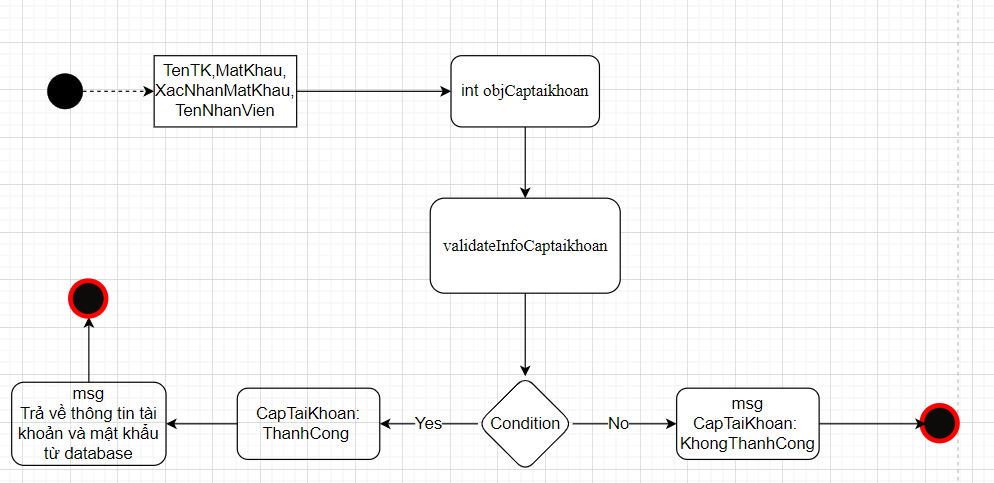 TenTK,MatKhau,
XacNhanMatKhau,
TenNhanVien
int objCaptaikhoan
validateInfoCaptaikhoan
Condition
Yes
No
CapTaiKhoan:
ThanhCong
msg
Trả về thông tin tài
khoản và mật khẩu
từ database
msg
CapTaiKhoan:
KhongThanhCong